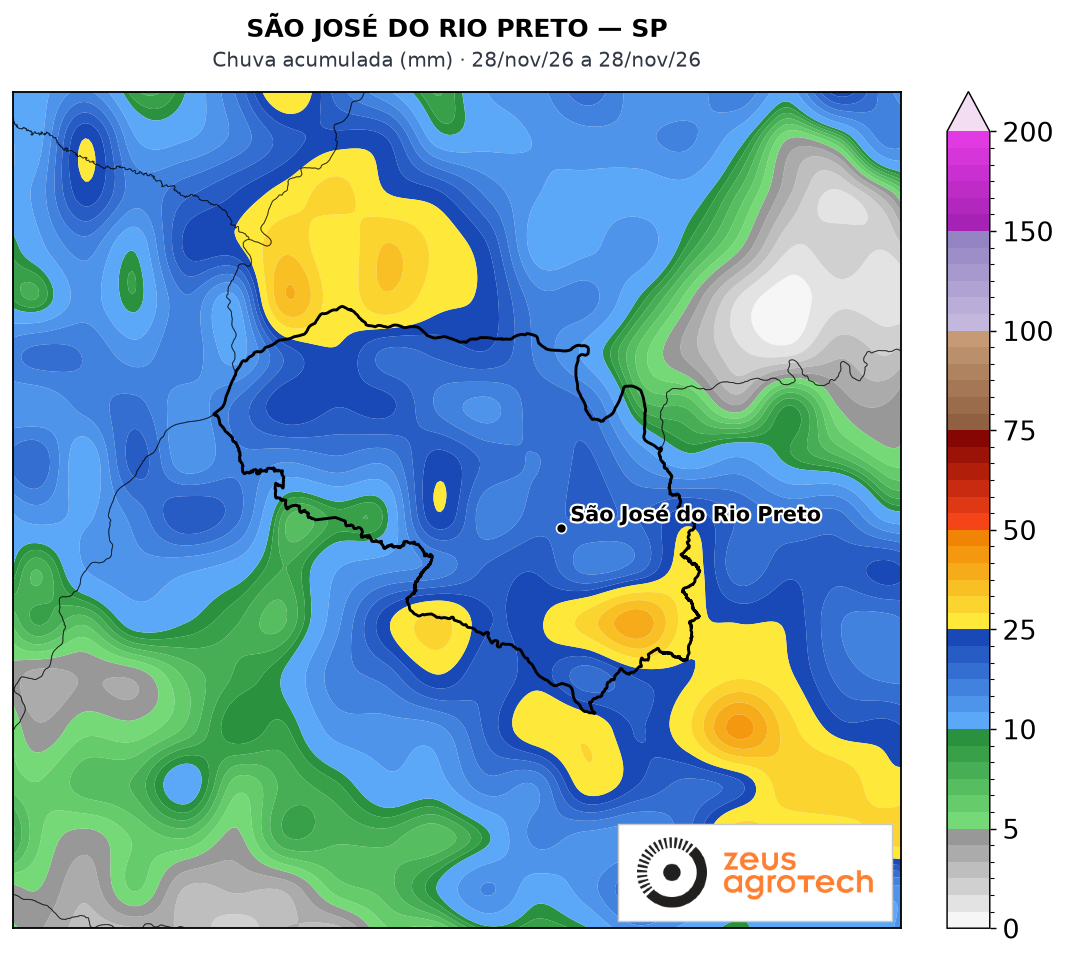 SÃO JOSÉ DO RIO PRETO — SP
Chuva acumulada (mm) · 28/nov/26 a 28/nov/26
200
150
100
75
50
25
10
5
0
São José do Rio Preto
zeus
agrotech